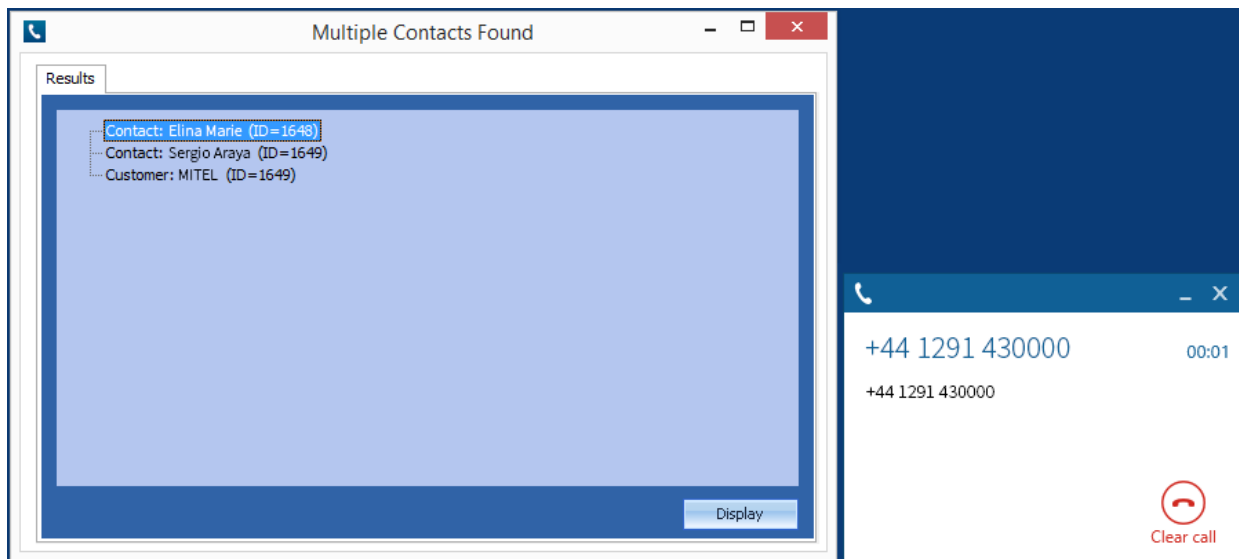 Multiple Contacts Found
Results
Contact: Elina Marie (ID=1648)
Contact: Sergio Araya (ID=1649)
Customer: MITEL (ID=1649)
Display
+44 1291 430000
00:01
+44 1291 430000
Clear call